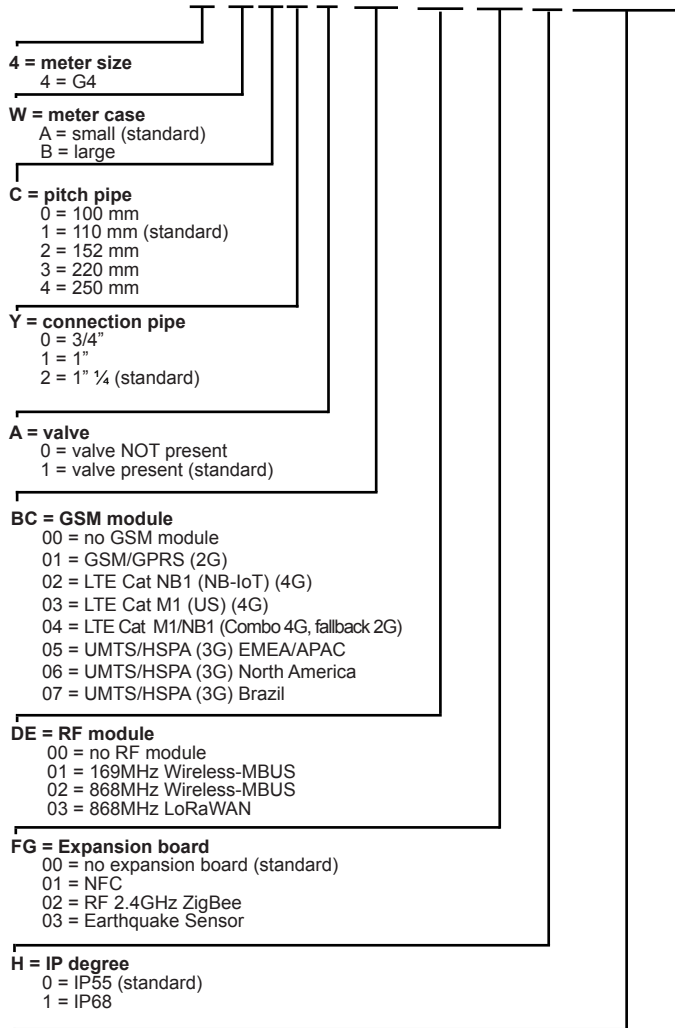 4 = meter size
4 = G4
W = meter case
A = small (standard)
B = large
C = pitch pipe
0 = 100 mm
1 = 110 mm (standard)
2 = 152 mm
3 = 220 mm
4 = 250 mm
Y = connection pipe
0 = 3/4”
1 = 1”
2 = 1” ¼ (standard)
A = valve
0 = valve NOT present
1 = valve present (standard)
BC = GSM module
00 = no GSM module
01 = GSM/GPRS (2G)
02 = LTE Cat NB1 (NB-IoT) (4G)
03 = LTE Cat M1 (US) (4G)
04 = LTE Cat M1/NB1 (Combo 4G, fallback 2G)
05 = UMTS/HSPA (3G) EMEA/APAC
06 = UMTS/HSPA (3G) North America
07 = UMTS/HSPA (3G) Brazil
DE = RF module
00 = no RF module
01 = 169MHz Wireless-MBUS
02 = 868MHz Wireless-MBUS
03 = 868MHz LoRaWAN
FG = Expansion board
00 = no expansion board (standard)
01 = NFC
02 = RF 2.4GHz ZigBee
03 = Earthquake Sensor
H = IP degree
0 = IP55 (standard)
1 = IP68